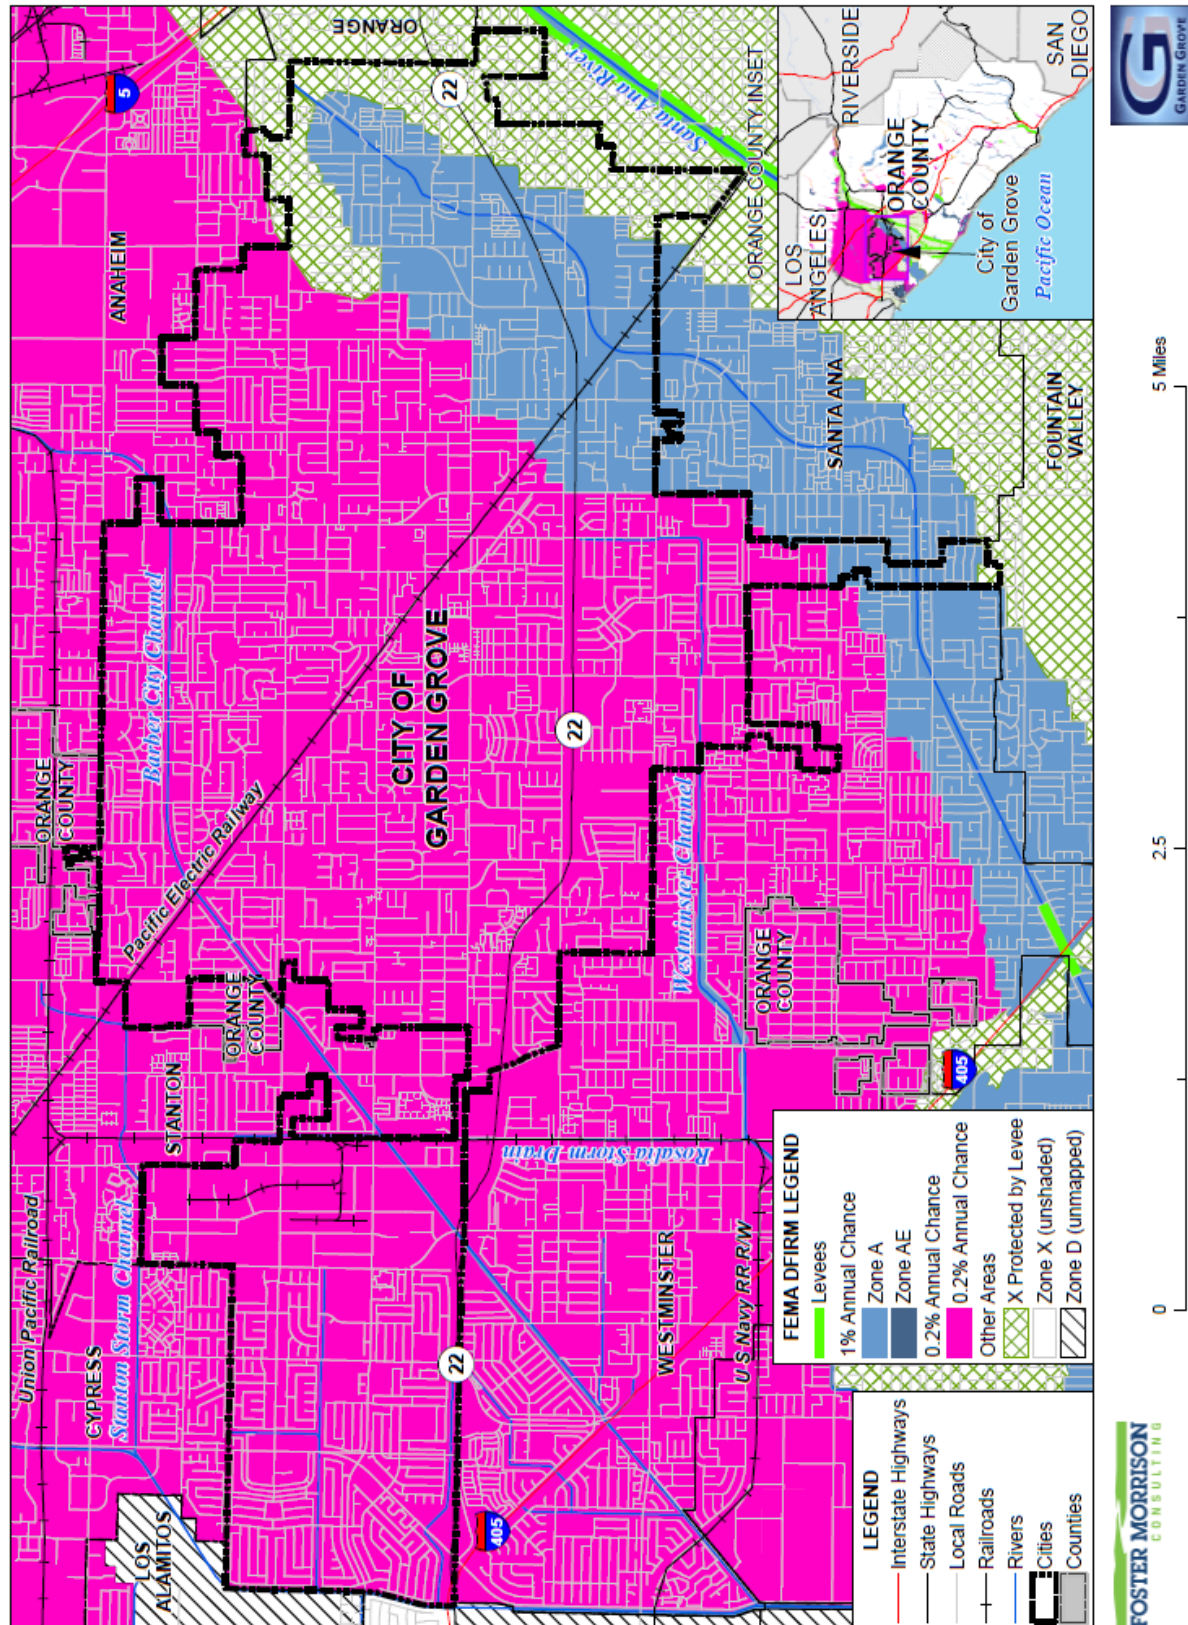 ORANGE
5
ANAHEIM
22
Santa Ana River
ORANGE COUNTY INSET
LOS
ANGELES
RIVERSIDE
ORANGE
COUNTY
SAN
DIEGO
City of
Garden Grove
Pacific Ocean
G
GARDEN GROVE
Barber City Channel
CITY OF
GARDEN GROVE
22
SANTA ANA
FOUNTAIN
VALLEY
ORANGE
COUNTY
Pacific Electric Railway
Westminster Channel
ORANGE
COUNTY
STANTON
ORANGE
COUNTY
405
Rosalia Storm Drain
Union Pacific Railroad
CYPRESS
Stanton Storm Channel
22
WESTMINSTER
US Navy RR R/W
LOS
ALAMITOS
405
FEMA DFIRM LEGEND
Levees
1% Annual Chance
Zone A
Zone AE
0.2% Annual Chance
0.2% Annual Chance
Other Areas
X Protected by Levee
Zone X (unshaded)
Zone D (unmapped)
LEGEND
Interstate Highways
State Highways
Local Roads
Railroads
Rivers
Cities
Counties
0
2.5
5 Miles
FOSTER MORRISON
CONSULTING